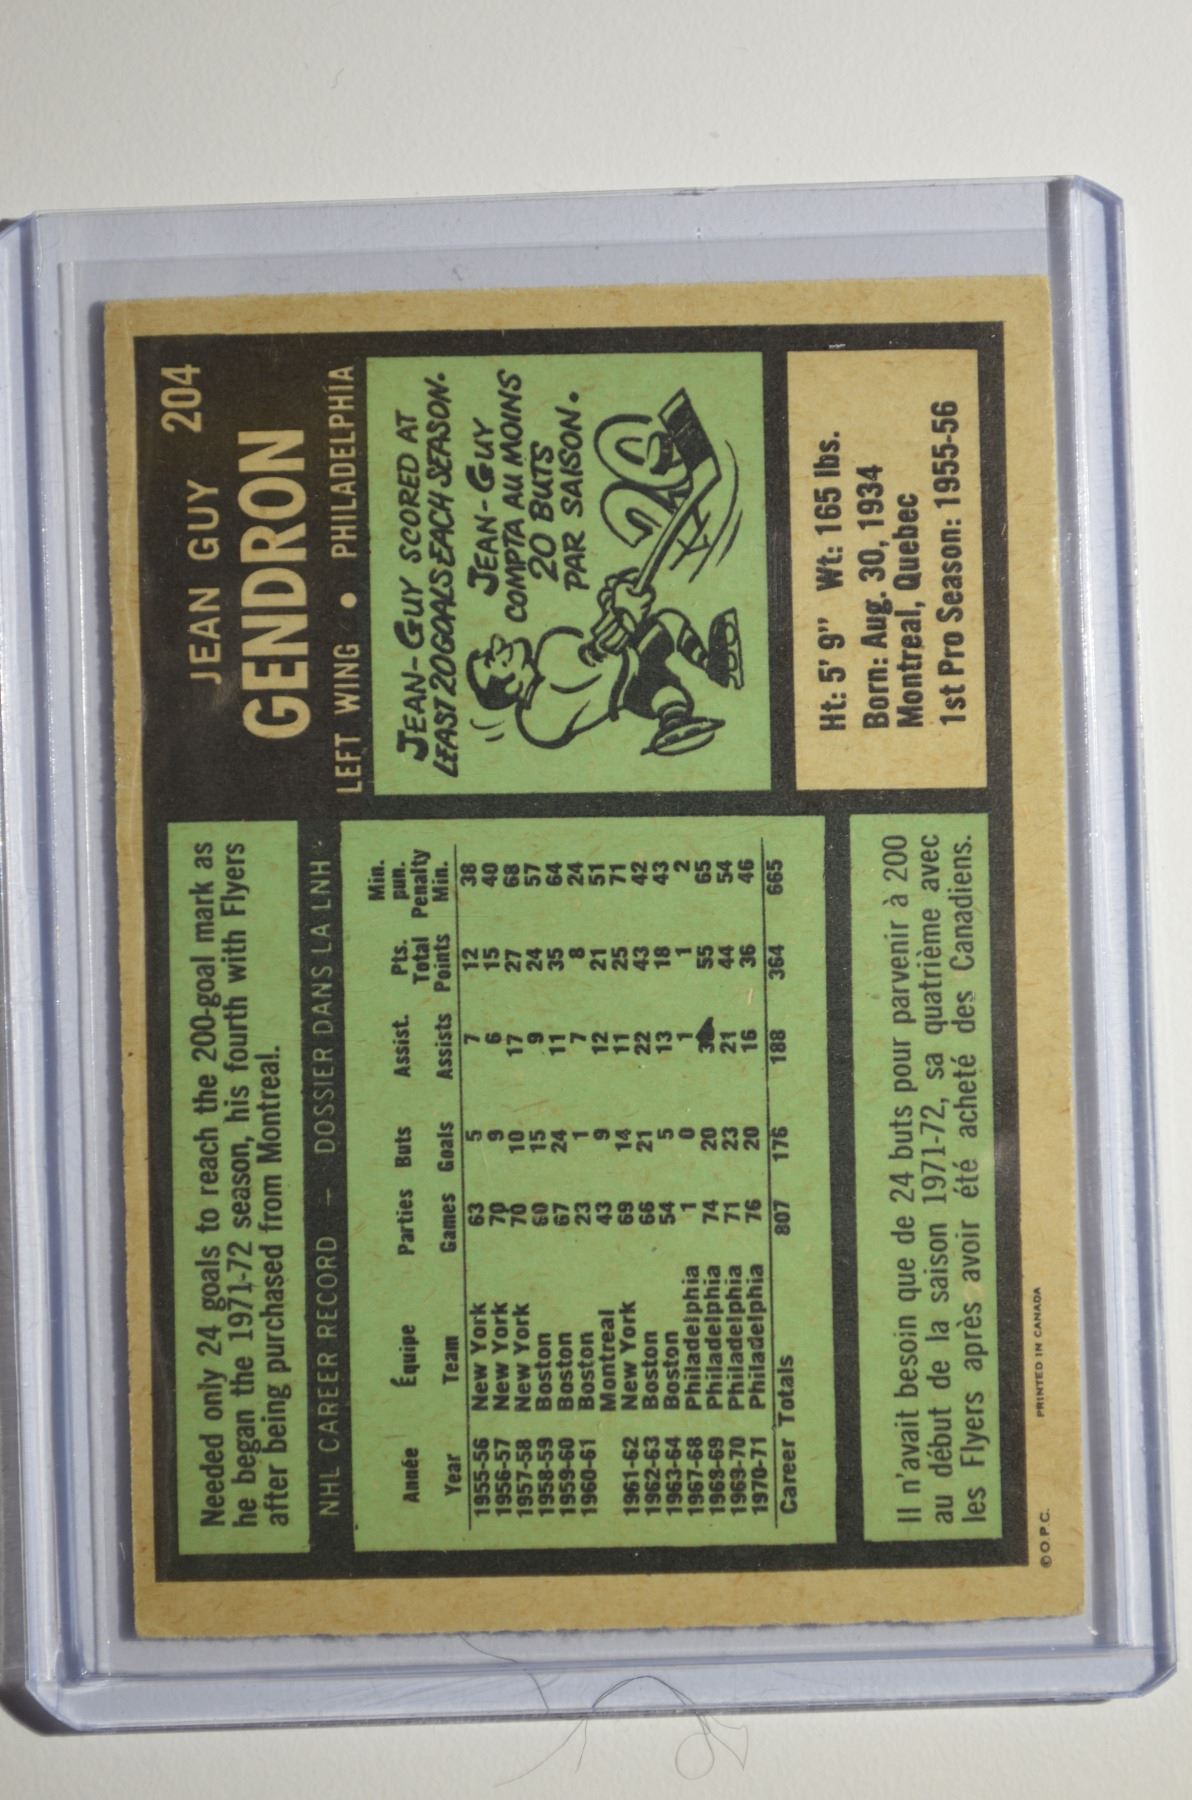 Needed only 24 goals to reach the 200-goal mark as
he began the 1971-72 season, his fourth with Flyers
after being purchased from Montreal.
JEAN GUY 204
GENDRON
LEFT WING • PHILADELPHIA
NHL CAREER RECORD — DOSSIER DANS LA LNH
Année Équipe Parties Buts Assist. Pts. Min. pun.
Year Team Games Goals Assists Total Points Penalty Min.
1955-56 New York 63 5 7 12 38
1956-57 New York 70 9 6 15 40
1957-58 New York 70 10 17 27 68
1958-59 Boston 60 15 9 24 57
1959-60 Boston 67 24 11 35 64
1960-61 Boston 23 1 7 8 24
Montreal 43 9 12 21 51
1961-62 New York 69 14 11 25 71
1962-63 Boston 66 21 22 43 42
1963-64 Boston 54 5 13 18 43
1967-68 Philadelphia 1 0 1 1 2
1968-69 Philadelphia 74 20 55 65
1969-70 Philadelphia 71 23 21 44 54
1970-71 Philadelphia 76 20 16 36 46
Career Totals 807 176 188 364 665
JEAN-GUY SCORED AT
LEAST 20 GOALS EACH SEASON.
JEAN-GUY
COMPTA AU MOINS
20 BUTS
PAR SAISON.
Il n'avait besoin que de 24 buts pour parvenir à 200
au début de la saison 1971-72, sa quatrième avec
les Flyers après avoir été acheté des Canadiens.
Ht: 5' 9" Wt: 165 lbs.
Born: Aug. 30, 1934
Montreal, Quebec
1st Pro Season: 1955-56
© O.P.C. PRINTED IN CANADA